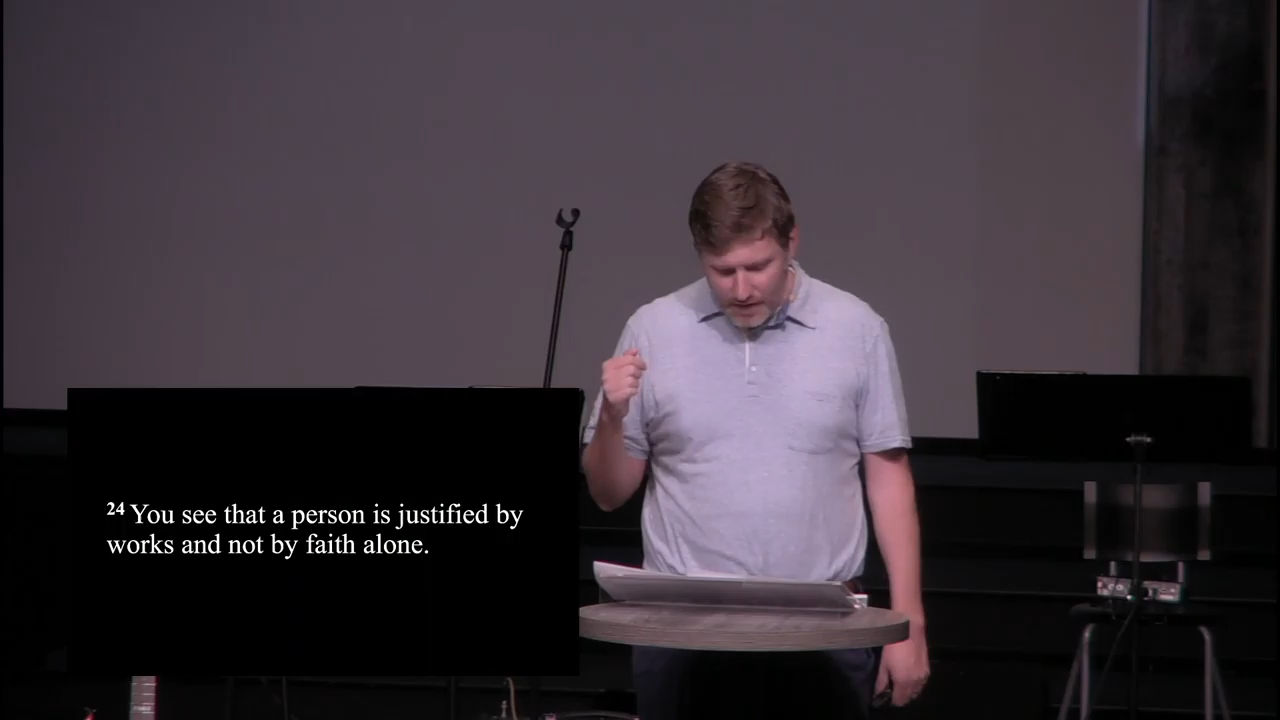 24 You see that a person is justified by
works and not by faith alone.